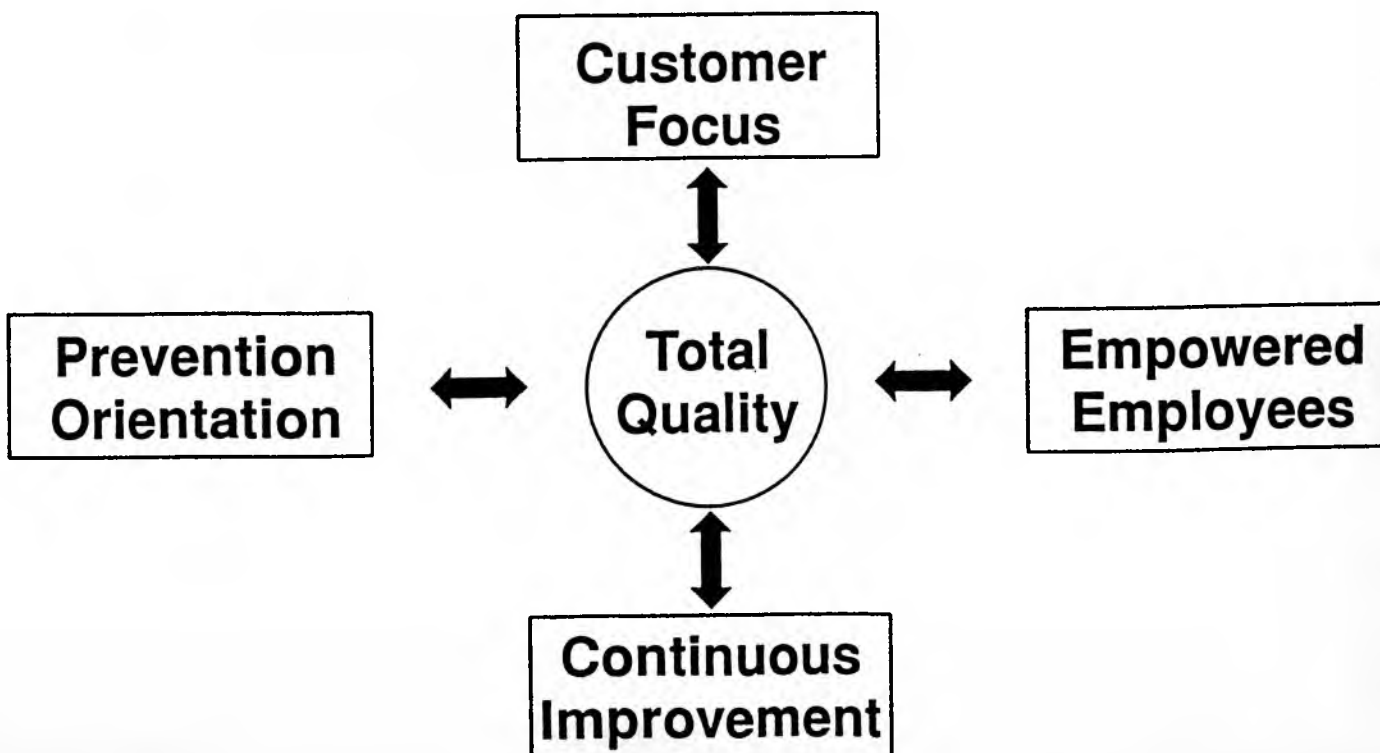 Customer
Focus
Prevention
Orientation
Total
Quality
Empowered
Employees
Continuous
Improvement